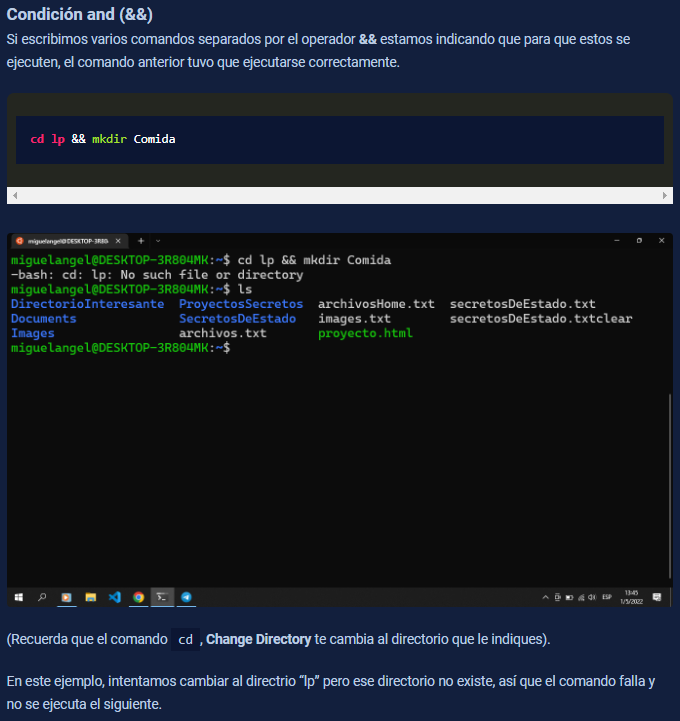 Condición and (&&)
Si escribimos varios comandos separados por el operador && estamos indicando que para que estos se
ejecuten, el comando anterior tuvo que ejecutarse correctamente.
cd lp && mkdir Comida
miguelangel@DESKTOP-3R80
miguelangel@DESKTOP-3R804MK:~$ cd lp && mkdir Comida
-bash: cd: lp: No such file or directory
miguelangel@DESKTOP-3R804MK:~$ ls
DirectorioInteresante ProyectosSecretos archivosHome.txt secretosDeEstado.txt
Documents SecretosDeEstado images.txt secretosDeEstado.txtclear
Images archivos.txt proyecto.html
miguelangel@DESKTOP-3R804MK:~$
ESP 13:45
1/5/2022
(Recuerda que el comando cd, Change Directory te cambia al directorio que le indiques).
En este ejemplo, intentamos cambiar al directrio “lp” pero ese directorio no existe, así que el comando falla y
no se ejecuta el siguiente.